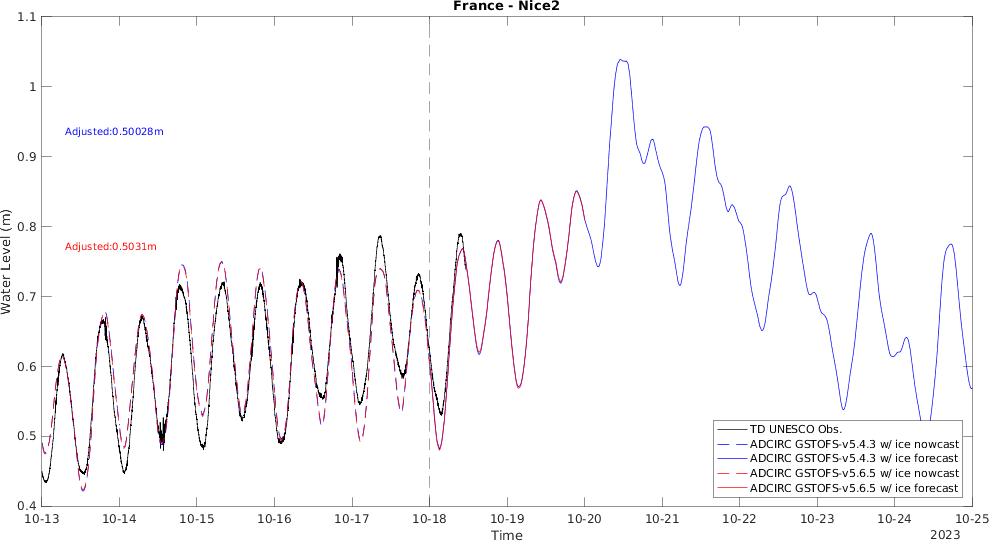 France - Nice2
1.1
1
0.9
0.8
0.7
0.6
0.5
0.4
Water Level (m)
Adjusted:0.50028m
Adjusted:0.5031m
TD UNESCO Obs.
ADCIRC GSTOFS-v5.4.3 w/ ice nowcast
ADCIRC GSTOFS-v5.4.3 w/ ice forecast
ADCIRC GSTOFS-v5.6.5 w/ ice nowcast
ADCIRC GSTOFS-v5.6.5 w/ ice forecast
10-13 10-14 10-15 10-16 10-17 10-18 10-19 10-20 10-21 10-22 10-23 10-24 10-25
Time
2023